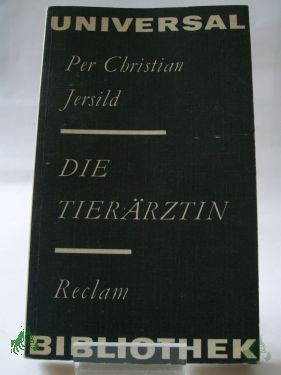 UNIVERSAL
Per Christian
Jersild
DIE
TIERÄRZTIN
Reclam
BIBLIOTHEK